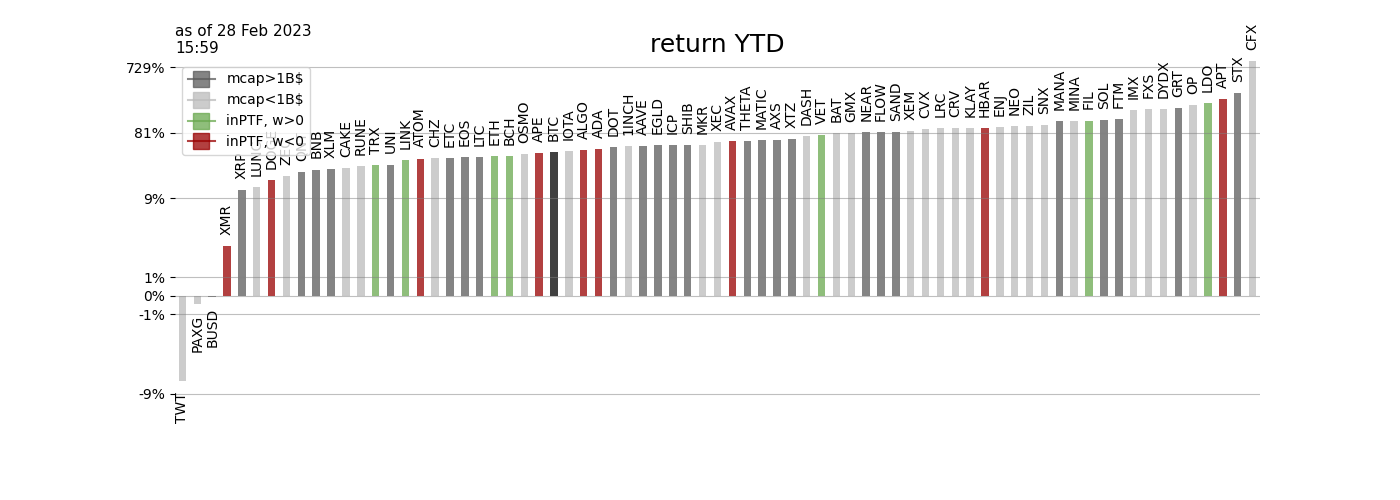 as of 28 Feb 2023
15:59
return YTD
729%
81%
9%
1%
0%
-1%
-9%
mcap>1B$
mcap<1B$
inPTF, w>0
inPTF, w<0
TWT
PAXG
BUSD
XMR
XRP
LUNC
DOGE
BNB
XLM
CAKE
RUNE
TRX
UNI
LINK
ATOM
CHZ
ETC
EOS
LTC
ETH
BCH
OSMO
APE
BTC
IOTA
ALGO
ADA
DOT
1INCH
AAVE
EGLD
ICP
SHIB
MKR
XEC
AVAX
THETA
MATIC
AXS
XTZ
DASH
VET
BAT
GMX
NEAR
FLOW
SAND
XEM
CVX
LRC
CRV
KLAY
HBAR
ENJ
NEO
ZIL
SNX
MANA
MINA
FIL
SOL
FTM
IMX
FXS
DYDX
GRT
OP
LDO
APT
STX
CFX